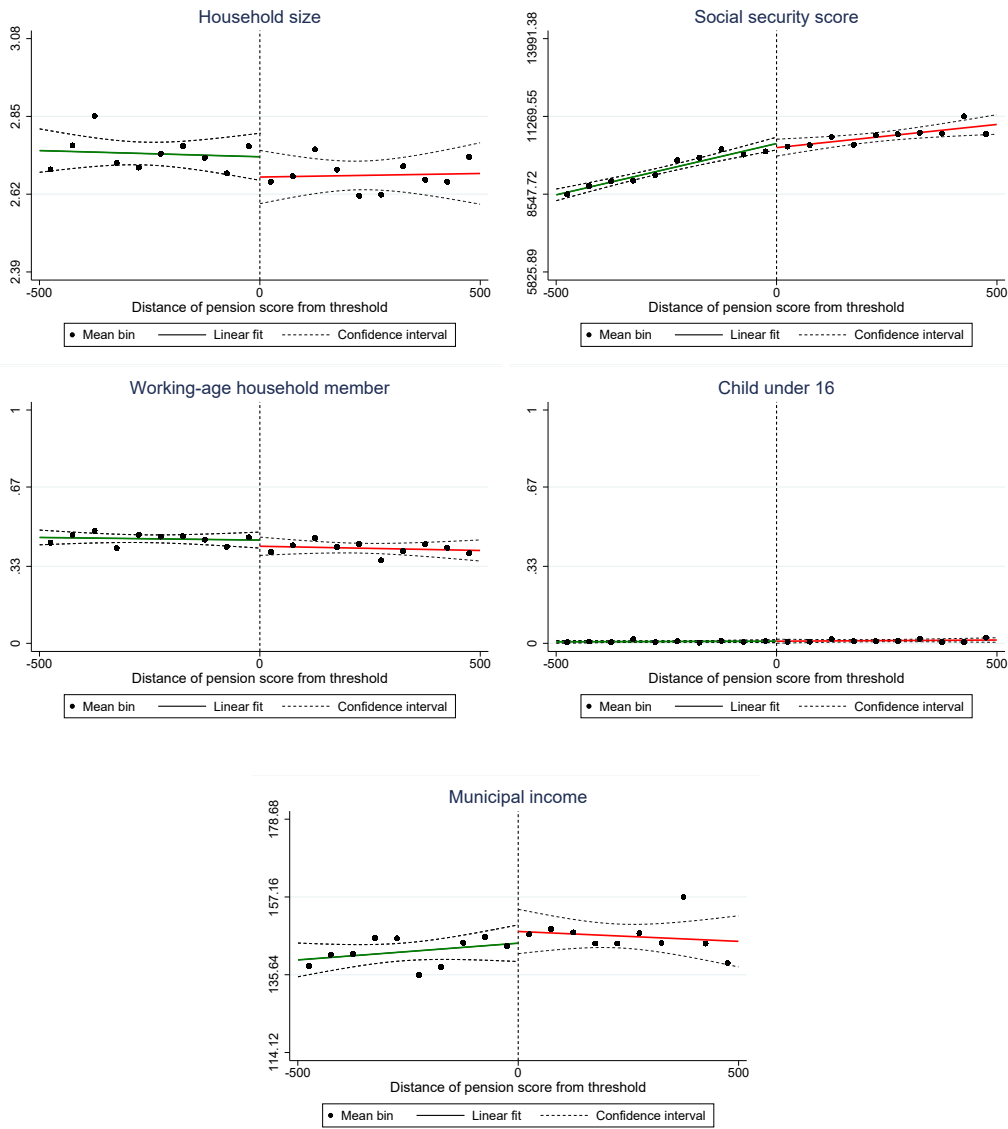 Household size
3.08
2.85
2.62
2.39
-500 0 500
Distance of pension score from threshold
Mean bin Linear fit Confidence interval
Social security score
13991.38
11269.55
8547.72
5825.89
-500 0 500
Distance of pension score from threshold
Mean bin Linear fit Confidence interval
Working-age household member
1
.67
.33
0
-500 0 500
Distance of pension score from threshold
Mean bin Linear fit Confidence interval
Child under 16
1
.67
.33
0
-500 0 500
Distance of pension score from threshold
Mean bin Linear fit Confidence interval
Municipal income
178.68
157.16
135.64
114.12
-500 0 500
Distance of pension score from threshold
Mean bin Linear fit Confidence interval